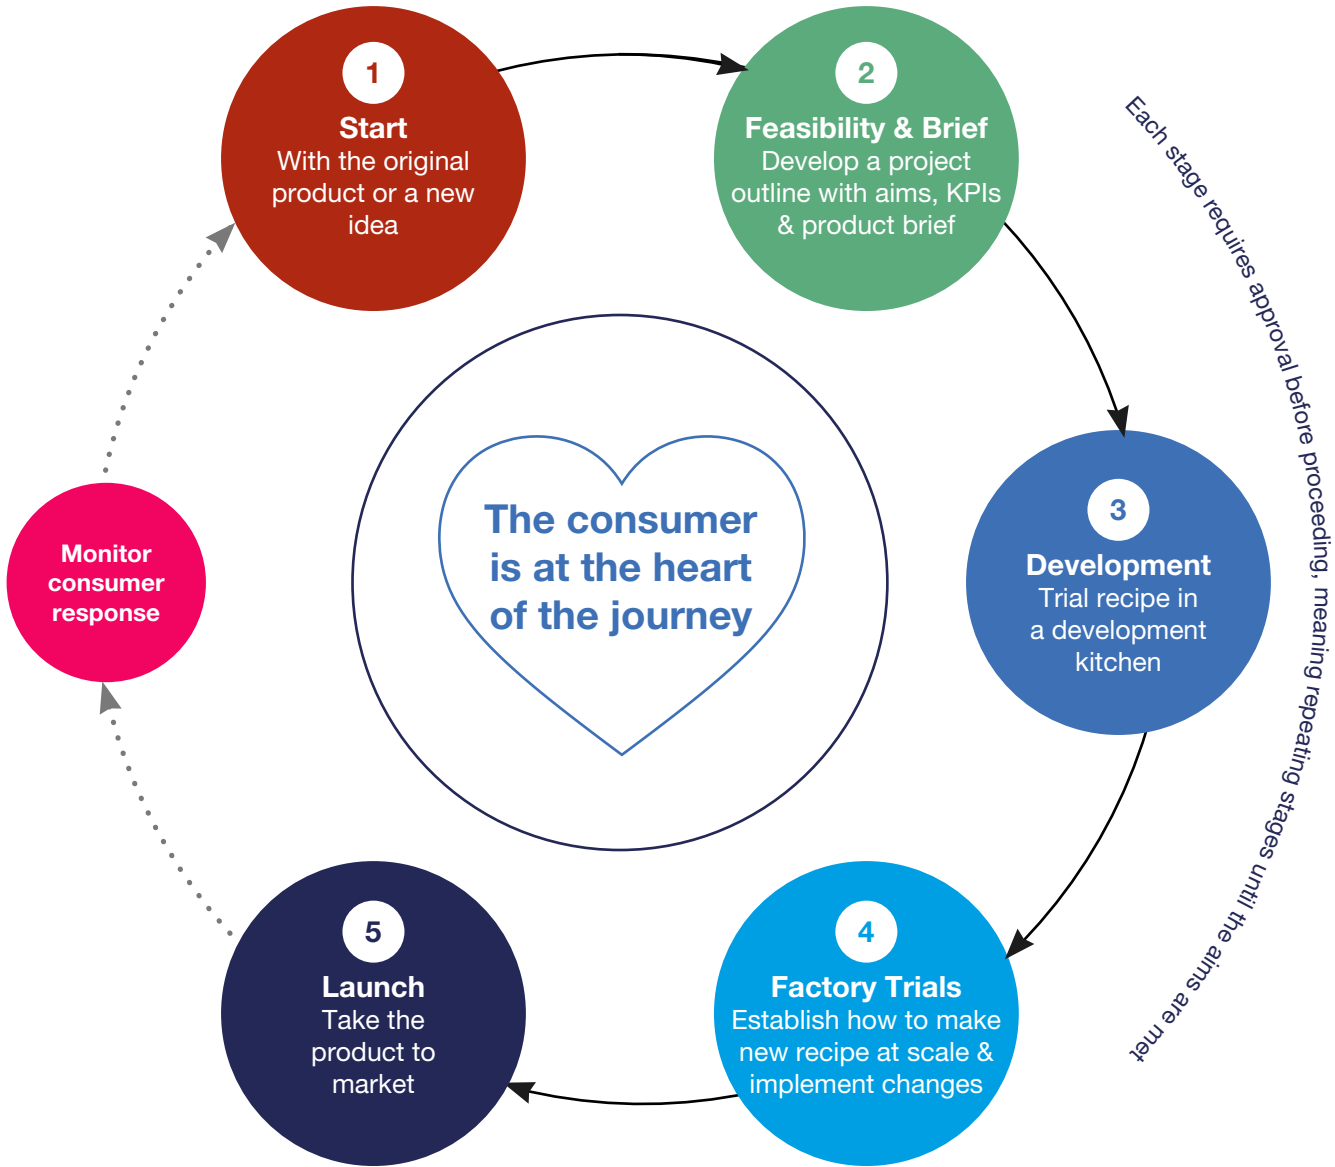 1
Start
With the original
product or a new
idea
2
Feasibility & Brief
Develop a project
outline with aims, KPIs
& product brief
Each stage requires approval before proceeding, meaning repeating stages until the aims are met
3
Development
Trial recipe in
a development
kitchen
4
Factory Trials
Establish how to make
new recipe at scale &
implement changes
5
Launch
Take the
product to
market
Monitor
consumer
response
The consumer
is at the heart
of the journey